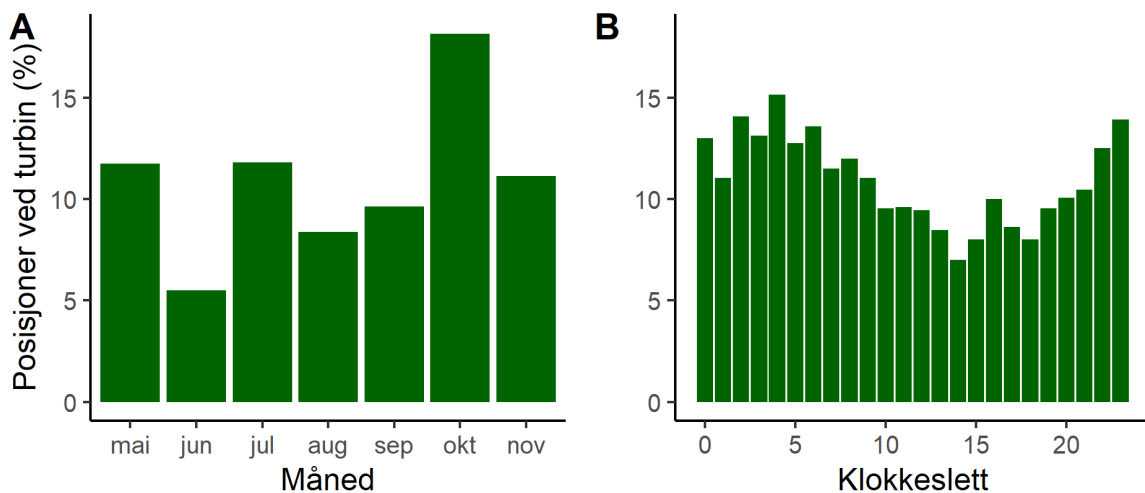 A
Posisjoner ved turbin (%)
15
10
5
0
mai jun jul aug sep okt nov
Måned
B
15
10
5
0
0 5 10 15 20
Klokkeslett